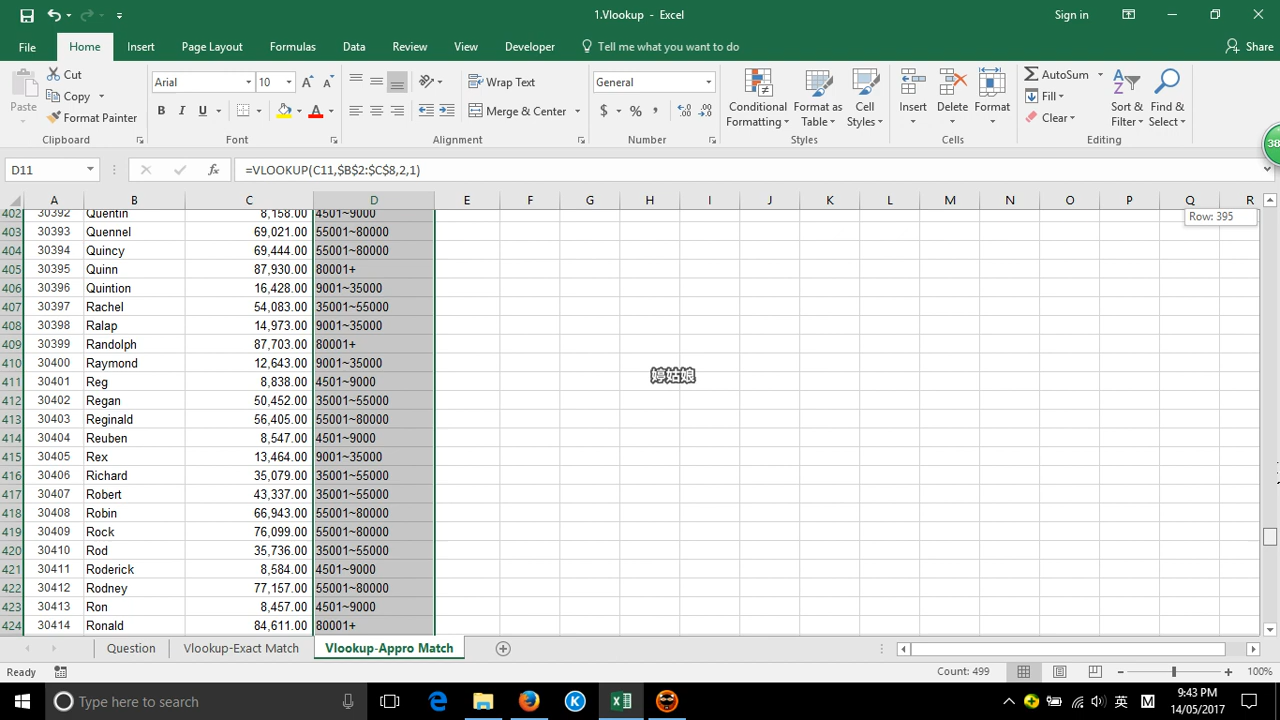 1.Vlookup - Excel
Sign in
File Home Insert Page Layout Formulas Data Review View Developer Tell me what you want to do Share
Paste
Cut
Copy
Format Painter
Clipboard
Arial 10
B I U
Font
Wrap Text
Merge & Center
Alignment
General
$ % ,
Number
Conditional Formatting
Format as Table
Cell Styles
Styles
Insert Delete Format
Cells
AutoSum
Fill
Clear
Sort & Filter
Find & Select
Editing
38
D11 fx =VLOOKUP(C11,$B$2:$C$8,2,1)
A B C D E F G H I J K L M N O P Q R
Row: 395
402 30392 Quentin 8,158.00 4501~9000
403 30393 Quennel 69,021.00 55001~80000
404 30394 Quincy 69,444.00 55001~80000
405 30395 Quinn 87,930.00 80001+
406 30396 Quintion 16,428.00 9001~35000
407 30397 Rachel 54,083.00 35001~55000
408 30398 Ralap 14,973.00 9001~35000
409 30399 Randolph 87,703.00 80001+
410 30400 Raymond 12,643.00 9001~35000
411 30401 Reg 8,838.00 4501~9000
412 30402 Regan 50,452.00 35001~55000
413 30403 Reginald 56,405.00 55001~80000
414 30404 Reuben 8,547.00 4501~9000
415 30405 Rex 13,464.00 9001~35000
416 30406 Richard 35,079.00 35001~55000
417 30407 Robert 43,337.00 35001~55000
418 30408 Robin 66,943.00 55001~80000
419 30409 Rock 76,099.00 55001~80000
420 30410 Rod 35,736.00 35001~55000
421 30411 Roderick 8,584.00 4501~9000
422 30412 Rodney 77,157.00 55001~80000
423 30413 Ron 8,457.00 4501~9000
424 30414 Ronald 84,611.00 80001+
婷姑娘
Question Vlookup-Exact Match Vlookup-Appro Match
Ready Count: 499 100%
Type here to search
英 M
9:43 PM
14/05/2017